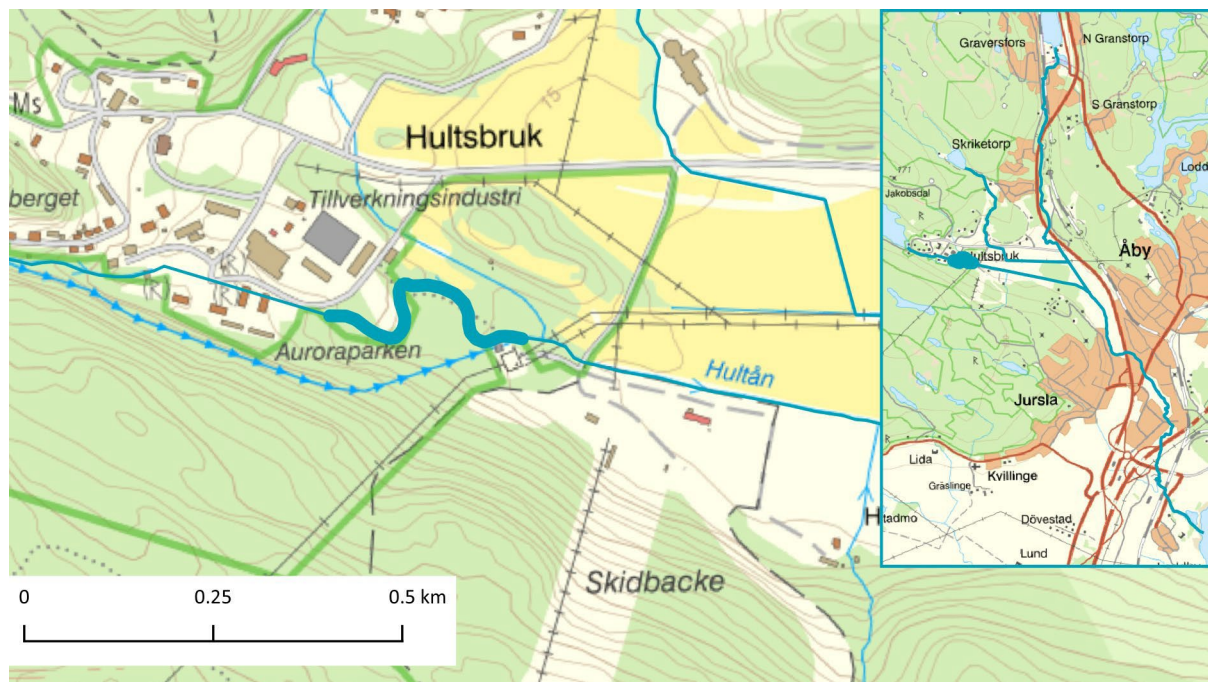 Ms
15
Hultsbruk
berget
Tillverkningsindustri
Auroraparken
Hultån
Skidbacke
H
0 0.25 0.5 km
Graversfors
N Granstorp
S Granstorp
Skriketorp
171
Lodd
Jakobsdal
R
Hultsbruk
Åby
Jursla
R
Lida
Kvillinge
Gräslinge
tadmo
Dövestad
Lund